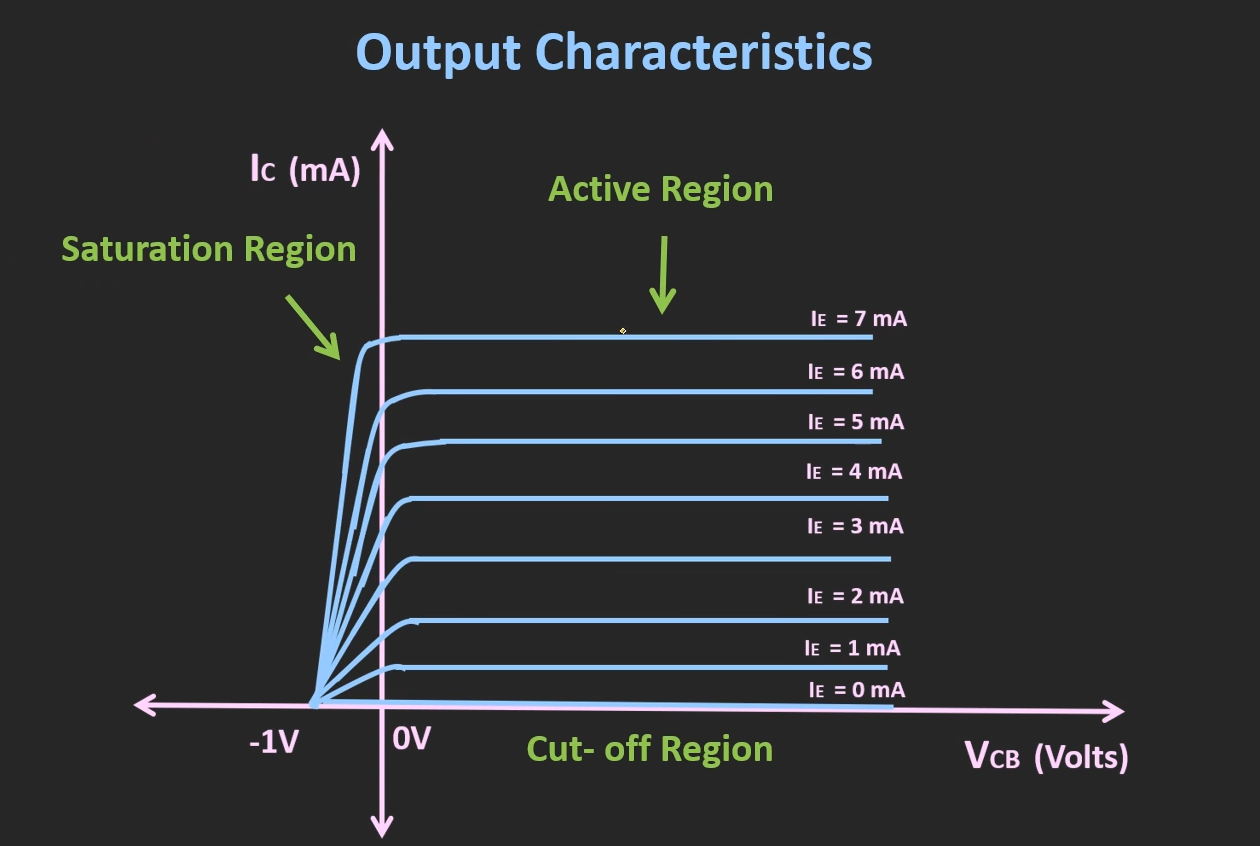 Output Characteristics
IC (mA)
Active Region
Saturation Region
IE = 7 mA
IE = 6 mA
IE = 5 mA
IE = 4 mA
IE = 3 mA
IE = 2 mA
IE = 1 mA
IE = 0 mA
-1V
0V
Cut- off Region
VCB (Volts)